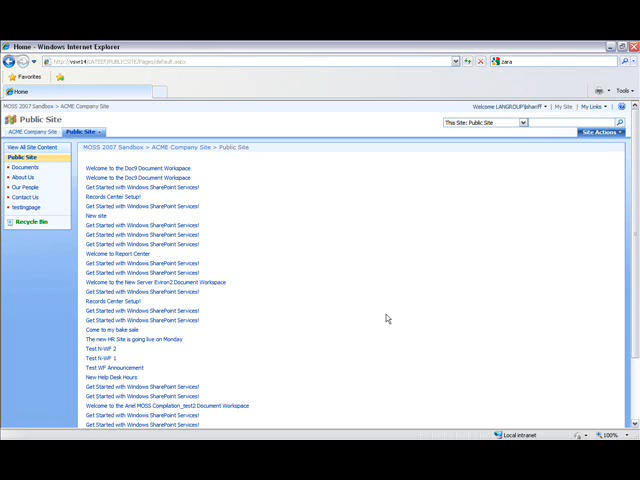 Home - Windows Internet Explorer
http://vsvr14/LATEEF/PUBLICSITE/Pages/default.aspx
zara
Favorites
Home
Tools
MOSS 2007 Sandbox > ACME Company Site
Welcome LANGROUP\lshariff
My Site
My Links
Public Site
This Site: Public Site
ACME Company Site
Public Site
Site Actions
View All Site Content
MOSS 2007 Sandbox > ACME Company Site > Public Site
Public Site
Documents
About Us
Our People
Contact Us
testingpage
Recycle Bin
Welcome to the Doc9 Document Workspace
Welcome to the Doc9 Document Workspace
Get Started with Windows SharePoint Services!
Records Center Setup!
Get Started with Windows SharePoint Services!
New site
Get Started with Windows SharePoint Services!
Get Started with Windows SharePoint Services!
Get Started with Windows SharePoint Services!
Welcome to Report Center
Get Started with Windows SharePoint Services!
Get Started with Windows SharePoint Services!
Welcome to the New Server Eviron2 Document Workspace
Get Started with Windows SharePoint Services!
Records Center Setup!
Get Started with Windows SharePoint Services!
Get Started with Windows SharePoint Services!
Come to my bake sale
The new HR Site is going live on Monday
Test N-WF 2
Test N-WF 1
Test WF Announcement
New Help Desk Hours
Get Started with Windows SharePoint Services!
Get Started with Windows SharePoint Services!
Welcome to the Ariel MOSS Compilation_test2 Document Workspace
Get Started with Windows SharePoint Services!
Get Started with Windows SharePoint Services!
Local intranet
100%